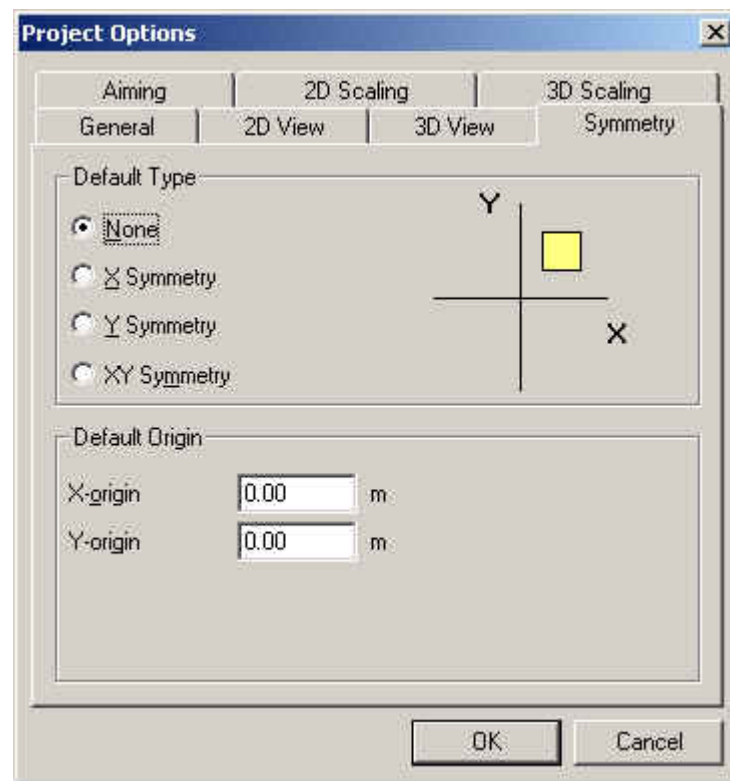 Project Options
Aiming 2D Scaling 3D Scaling
General 2D View 3D View Symmetry
Default Type
None
X Symmetry
Y Symmetry
XY Symmetry
Y
X
Default Origin
X-origin 0.00 m
Y-origin 0.00 m
OK Cancel